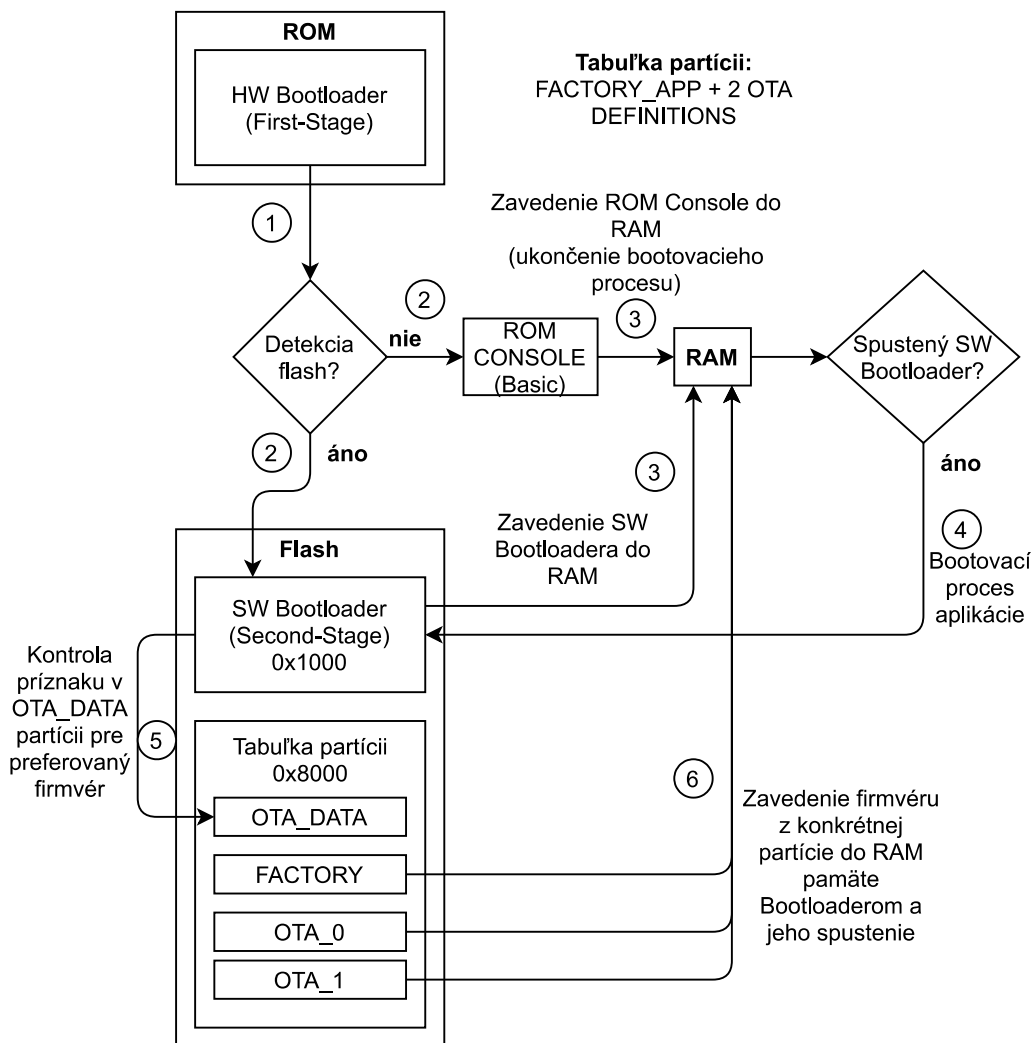 ROM
HW Bootloader
(First-Stage)
Tabuľka partícii:
FACTORY_APP + 2 OTA
DEFINITIONS
1
Zavedenie ROM Console do
RAM
(ukončenie bootovacieho
procesu)
Detekcia
flash?
nie
2
ROM
CONSOLE
(Basic)
3
RAM
Spustený SW
Bootloader?
2
áno
3
áno
4
Bootovací
proces
aplikácie
Zavedenie SW
Bootloadera do
RAM
Flash
SW Bootloader
(Second-Stage)
0x1000
Kontrola
príznaku v
OTA_DATA
partícii pre
preferovaný
firmvér
5
Tabuľka partícii
0x8000
OTA_DATA
FACTORY
OTA_0
OTA_1
6
Zavedenie firmvéru
z konkrétnej
partície do RAM
pamäte
Bootloaderom a
jeho spustenie